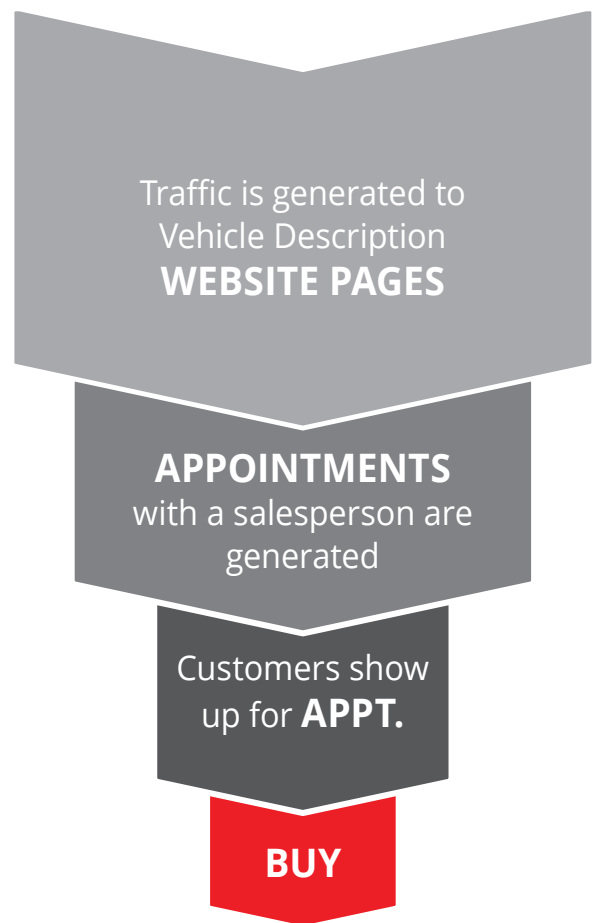 Traffic is generated to
Vehicle Description
WEBSITE PAGES
APPOINTMENTS
with a salesperson are
generated
Customers show
up for APPT.
BUY